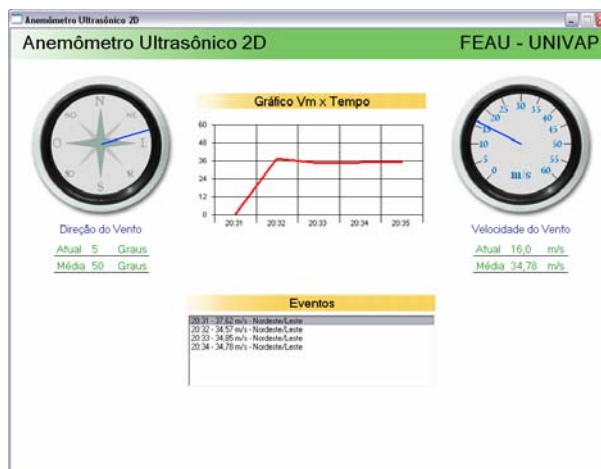 Anemômetro Ultrasônico 2D
Anemômetro Ultrasônico 2D
FEAU - UNIVAP
N
NO
NE
O
L
SO
S
Gráfico Vm x Tempo
60
48
36
24
12
0
20:31
20:32
20:33
20:34
20:35
0
5
10
15
20
25
30
35
40
45
50
55
60
m/s
Direção do Vento
Atual 5 Graus
Média 50 Graus
Velocidade do Vento
Atual 16,0 m/s
Média 34,78 m/s
Eventos
20:31 - 37,62 m/s - Nordeste/Leste
20:32 - 34,57 m/s - Nordeste/Leste
20:33 - 34,85 m/s - Nordeste/Leste
20:34 - 34,78 m/s - Nordeste/Leste